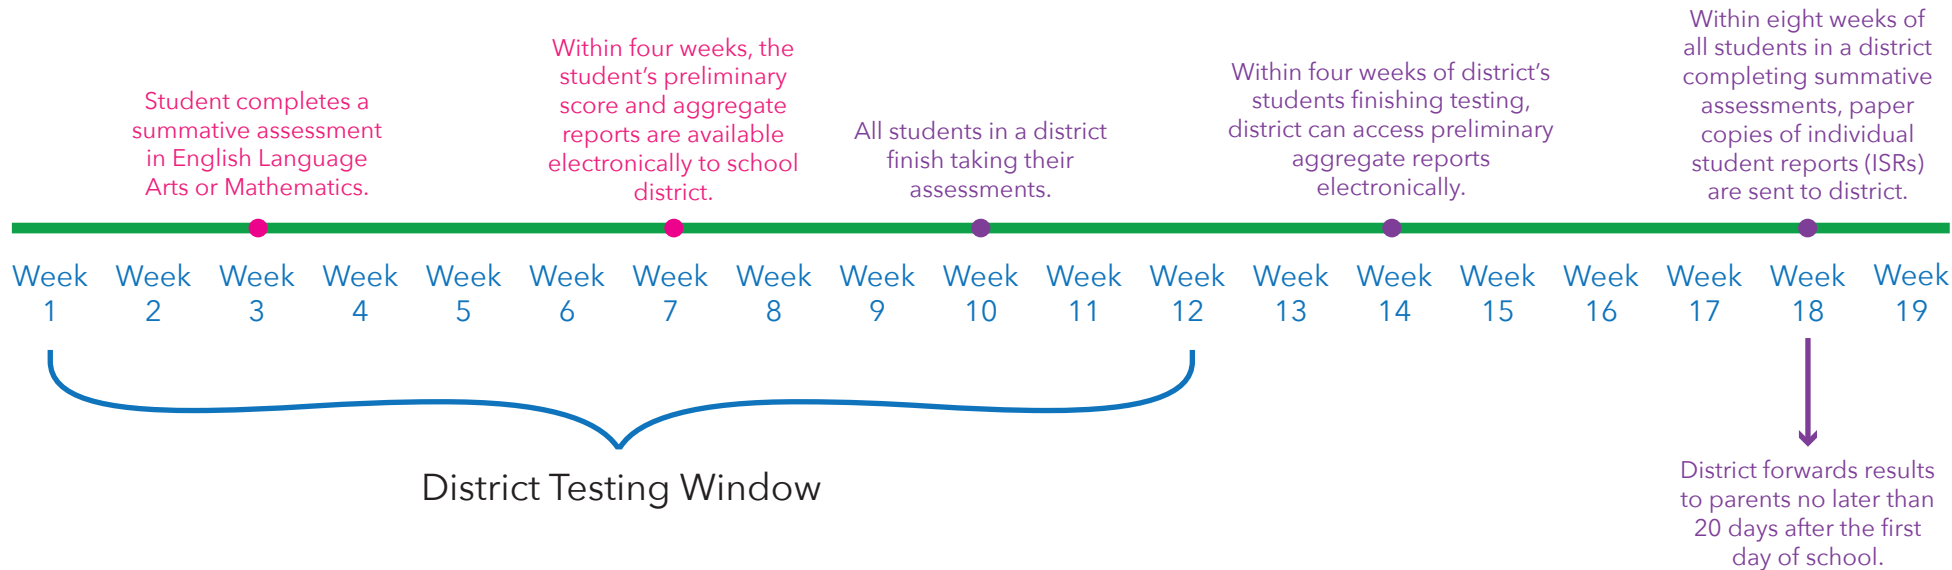 Student completes a
summative assessment
in English Language
Arts or Mathematics.
Within four weeks, the
student’s preliminary
score and aggregate
reports are available
electronically to school
district.
All students in a district
finish taking their
assessments.
Within four weeks of district’s
students finishing testing,
district can access preliminary
aggregate reports
electronically.
Within eight weeks of
all students in a district
completing summative
assessments, paper
copies of individual
student reports (ISRs)
are sent to district.
Week
1
Week
2
Week
3
Week
4
Week
5
Week
6
Week
7
Week
8
Week
9
Week
10
Week
11
Week
12
Week
13
Week
14
Week
15
Week
16
Week
17
Week
18
Week
19
District Testing Window
District forwards results
to parents no later than
20 days after the first
day of school.